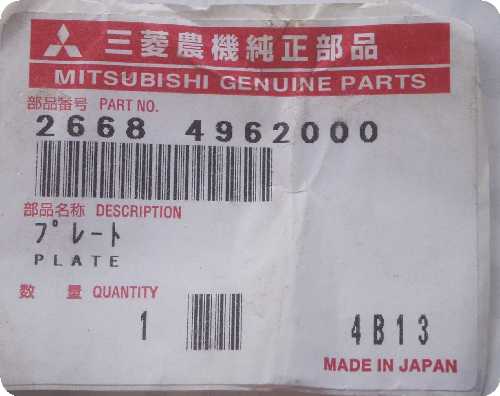 三菱農機純正部品
MITSUBISHI GENUINE PARTS
部品番号 PART NO.
2668 4962000
部品名称 DESCRIPTION
プレート
PLATE
数 量 QUANTITY
1
4B13
MADE IN JAPAN